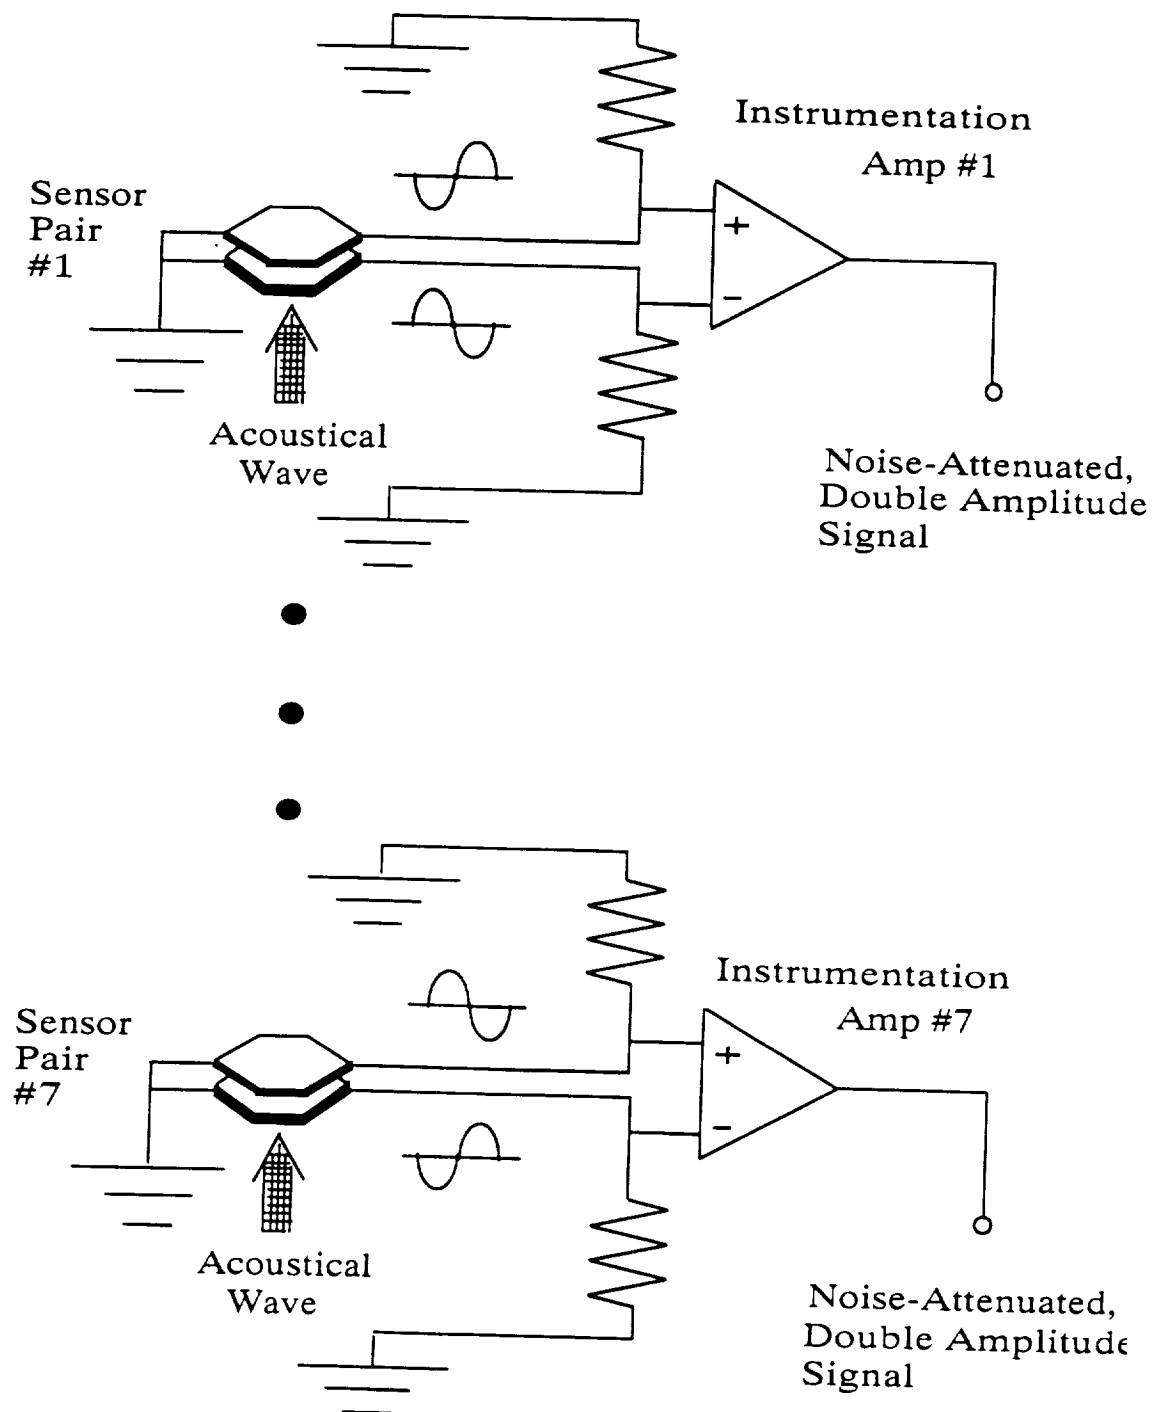 Instrumentation
Amp #1
Sensor
Pair
#1
+
−
Acoustical
Wave
Noise-Attenuated,
Double Amplitude
Signal
Instrumentation
Amp #7
Sensor
Pair
#7
+
−
Acoustical
Wave
Noise-Attenuated,
Double Amplitude
Signal